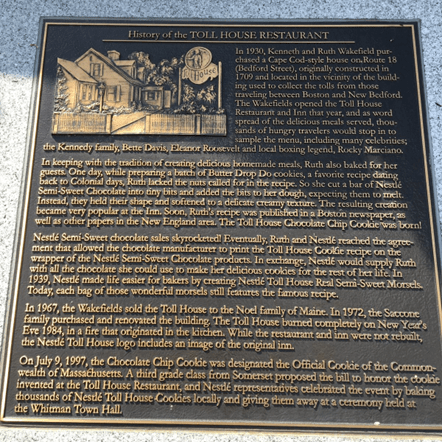 History of the TOLL HOUSE RESTAURANT
Toll
House
In 1930, Kenneth and Ruth Wakefield pur-
chased a Cape Cod-style house on Route 18
(Bedford Street), originally constructed in
1709 and located in the vicinity of the build-
ing used to collect the tolls from those
traveling between Boston and New Bedford.
The Wakefields opened the Toll House
Restaurant and Inn that year, and as word
spread of the delicious meals served, thou-
sands of hungry travelers would stop in to
sample the menu, including many celebrities;
the Kennedy family, Bette Davis, Eleanor Roosevelt and local boxing legend, Rocky Marciano.
In keeping with the tradition of creating delicious homemade meals, Ruth also baked for her
guests. One day, while preparing a batch of Butter Drop Do cookies, a favorite recipe dating
back to Colonial days, Ruth lacked the nuts called for in the recipe. So she cut a bar of Nestlé
Semi-Sweet Chocolate into tiny bits and added the bits to her dough, expecting them to melt.
Instead, they held their shape and softened to a delicate creamy texture. The resulting creation
became very popular at the Inn. Soon, Ruth's recipe was published in a Boston newspaper, as
well as other papers in the New England area. The Toll House Chocolate Chip Cookie was born!
Nestlé Semi-Sweet chocolate sales skyrocketed! Eventually, Ruth and Nestlé reached the agree-
ment that allowed the chocolate manufacturer to print the Toll House Cookie recipe on the
wrapper of the Nestlé Semi-Sweet Chocolate products. In exchange, Nestlé would supply Ruth
with all the chocolate she could use to make her delicious cookies for the rest of her life. In
1939, Nestlé made life easier for bakers by creating Nestlé Toll House Real Semi-Sweet Morsels.
Today, each bag of those wonderful morsels still features the famous recipe.
In 1967, the Wakefields sold the Toll House to the Noel family of Maine. In 1972, the Saccone
family purchased and renovated the building. The Toll House burned completely on New Year's
Eve 1984, in a fire that originated in the kitchen. While the restaurant and inn were not rebuilt,
the Nestlé Toll House logo includes an image of the original inn.
On July 9, 1997, the Chocolate Chip Cookie was designated the Official Cookie of the Common-
wealth of Massachusetts. A third grade class from Somerset proposed the bill to honor the cookie
invented at the Toll House Restaurant, and Nestlé representatives celebrated the event by baking
thousands of Nestlé Toll House Cookies locally and giving them away at a ceremony held at
the Whitman Town Hall.